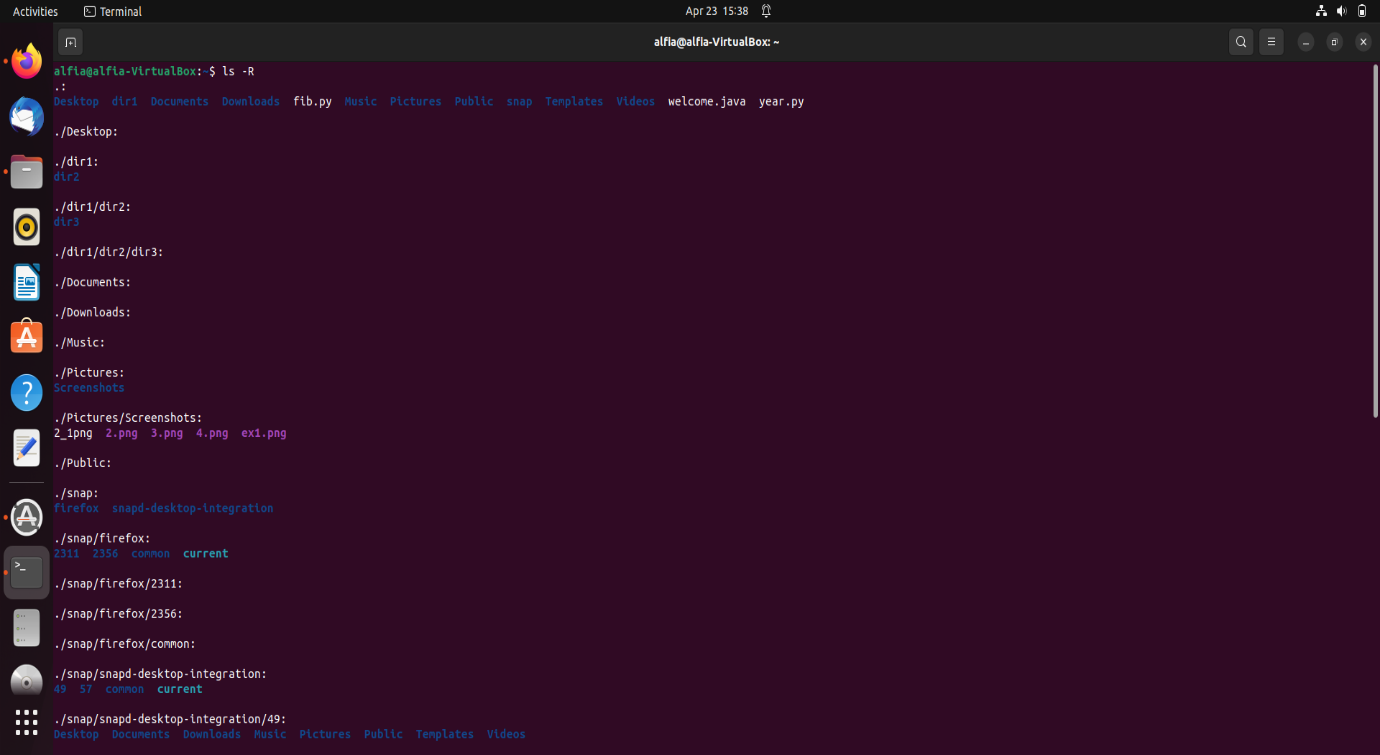 Activities Terminal Apr 23 15:38
alfia@alfia-VirtualBox: ~
alfia@alfia-VirtualBox:~$ ls -R
.:
Desktop dir1 Documents Downloads fib.py Music Pictures Public snap Templates Videos welcome.java year.py
./Desktop:
./dir1:
dir2
./dir1/dir2:
dir3
./dir1/dir2/dir3:
./Documents:
./Downloads:
./Music:
./Pictures:
Screenshots
./Pictures/Screenshots:
2_1png 2.png 3.png 4.png ex1.png
./Public:
./snap:
firefox snapd-desktop-integration
./snap/firefox:
2311 2356 common current
./snap/firefox/2311:
./snap/firefox/2356:
./snap/firefox/common:
./snap/snapd-desktop-integration:
49 57 common current
./snap/snapd-desktop-integration/49:
Desktop Documents Downloads Music Pictures Public Templates Videos